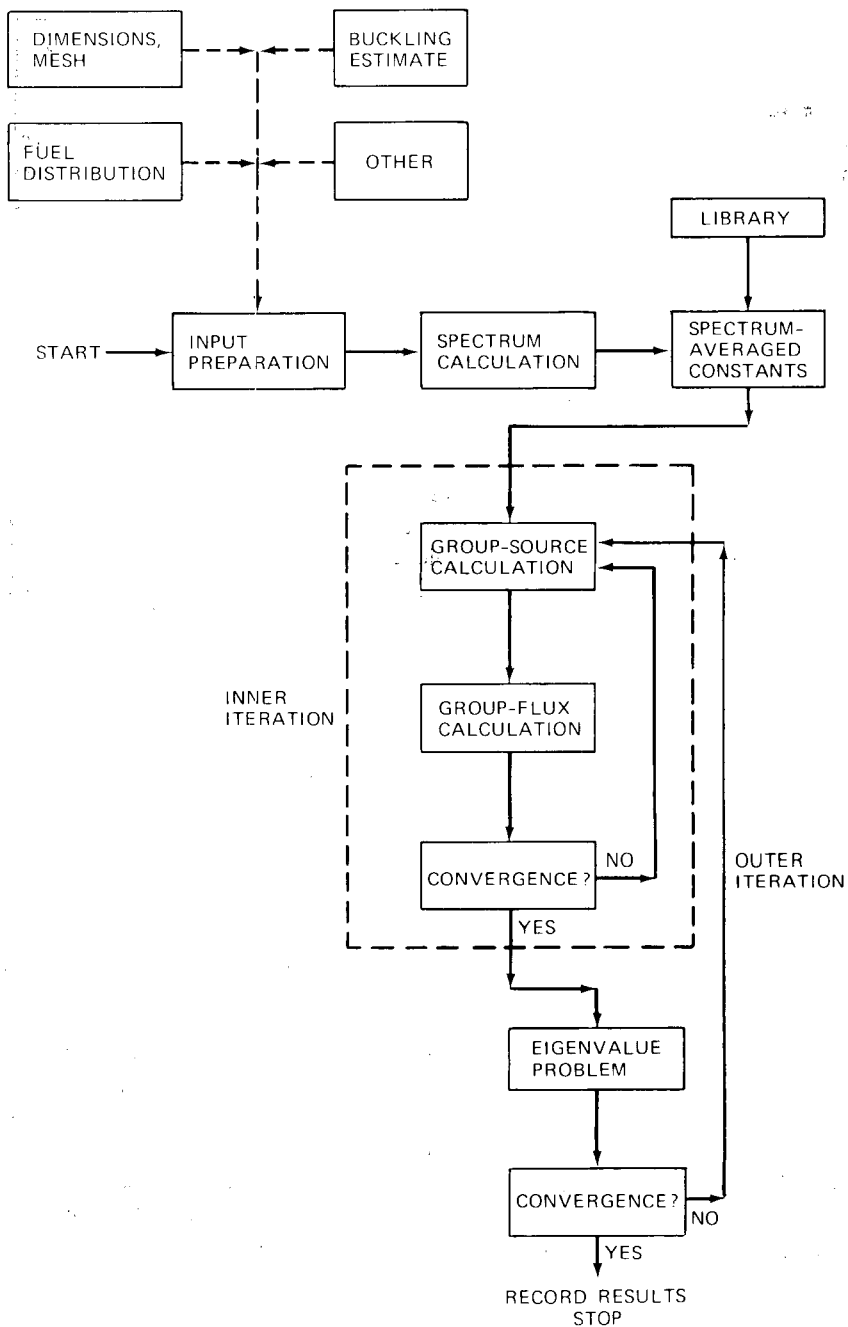 DIMENSIONS,
MESH
BUCKLING
ESTIMATE
FUEL
DISTRIBUTION
OTHER
LIBRARY
START
INPUT
PREPARATION
SPECTRUM
CALCULATION
SPECTRUM-
AVERAGED
CONSTANTS
GROUP-SOURCE
CALCULATION
INNER
ITERATION
GROUP-FLUX
CALCULATION
CONVERGENCE?
NO
OUTER
ITERATION
YES
EIGENVALUE
PROBLEM
CONVERGENCE?
NO
YES
RECORD RESULTS
STOP